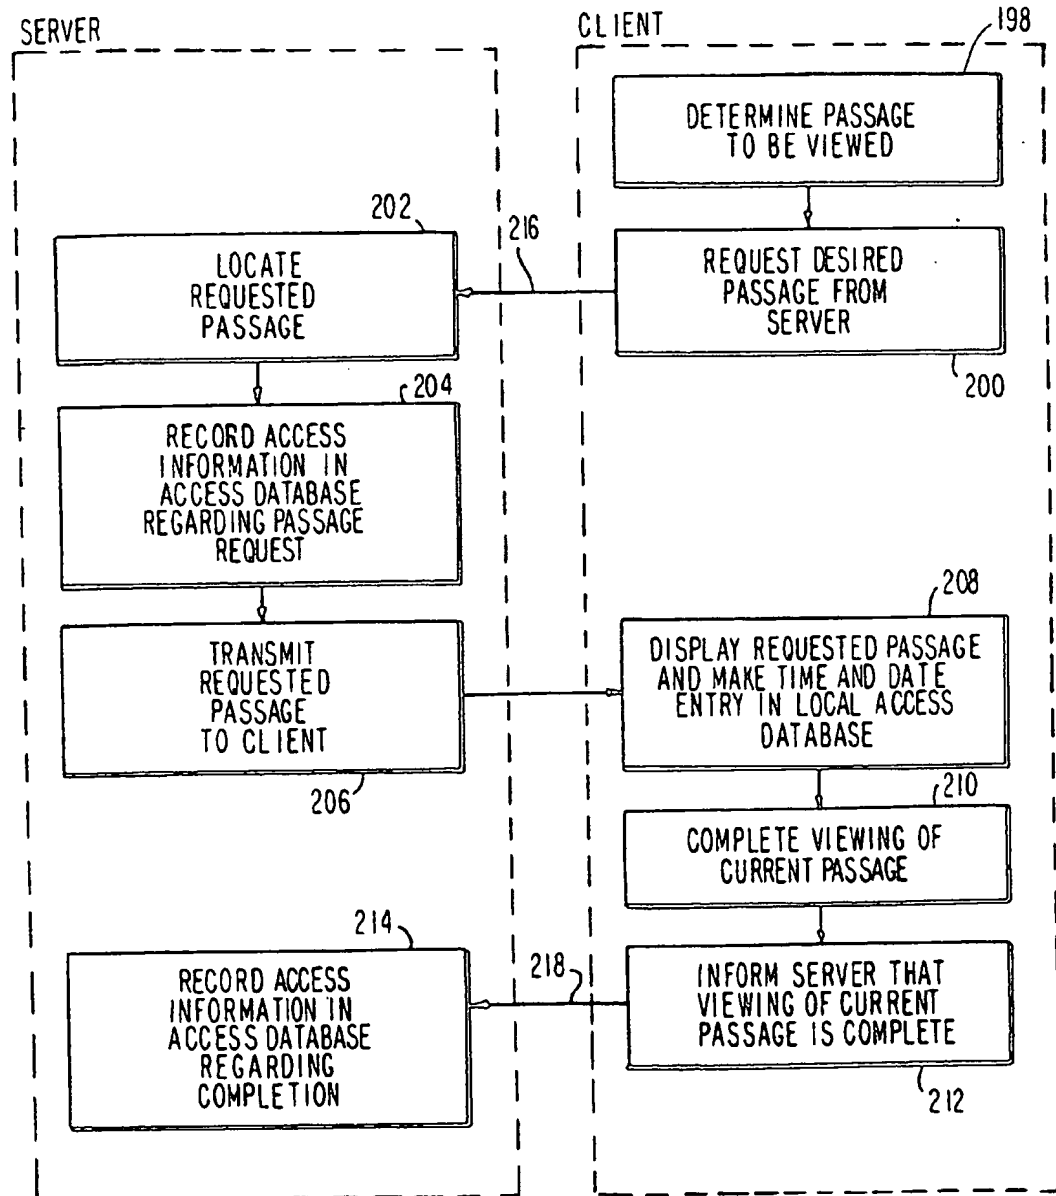 SERVER
CLIENT
198
DETERMINE PASSAGE
TO BE VIEWED
202
216
LOCATE
REQUESTED
PASSAGE
REQUEST DESIRED
PASSAGE FROM
SERVER
200
204
RECORD ACCESS
INFORMATION IN
ACCESS DATABASE
REGARDING PASSAGE
REQUEST
208
TRANSMIT
REQUESTED
PASSAGE
TO CLIENT
206
DISPLAY REQUESTED PASSAGE
AND MAKE TIME AND DATE
ENTRY IN LOCAL ACCESS
DATABASE
210
COMPLETE VIEWING OF
CURRENT PASSAGE
214
218
RECORD ACCESS
INFORMATION IN
ACCESS DATABASE
REGARDING
COMPLETION
INFORM SERVER THAT
VIEWING OF CURRENT
PASSAGE IS COMPLETE
212